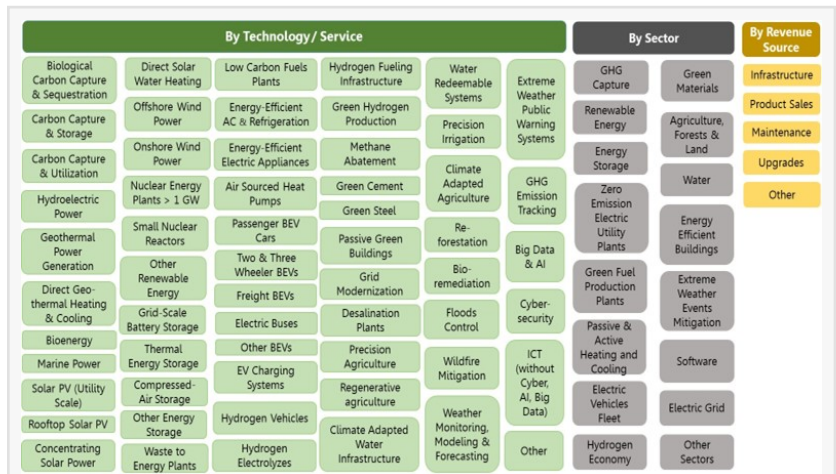 By Technology/ Service
Biological
Carbon Capture
& Sequestration
Carbon Capture
& Storage
Carbon Capture
& Utilization
Hydroelectric
Power
Geothermal
Power
Generation
Direct Geo-
thermal Heating
& Cooling
Bioenergy
Marine Power
Solar PV (Utility
Scale)
Rooftop Solar PV
Concentrating
Solar Power
Direct Solar
Water Heating
Offshore Wind
Power
Onshore Wind
Power
Nuclear Energy
Plants > 1 GW
Small Nuclear
Reactors
Other
Renewable
Energy
Grid-Scale
Battery Storage
Thermal
Energy Storage
Compressed-
Air Storage
Other Energy
Storage
Waste to
Energy Plants
Low Carbon Fuels
Plants
Energy-Efficient
AC & Refrigeration
Energy-Efficient
Electric Appliances
Air Sourced Heat
Pumps
Passenger BEV
Cars
Two & Three
Wheeler BEVs
Freight BEVs
Electric Buses
Other BEVs
EV Charging
Systems
Hydrogen Vehicles
Hydrogen
Electrolyzes
Hydrogen Fueling
Infrastructure
Green Hydrogen
Production
Methane
Abatement
Green Cement
Green Steel
Passive Green
Buildings
Grid
Modernization
Desalination
Plants
Precision
Agriculture
Regenerative
agriculture
Climate Adapted
Water
Infrastructure
Water
Redeemable
Systems
Precision
Irrigation
Climate
Adapted
Agriculture
Re-
forestation
Bio-
remediation
Floods
Control
Wildfire
Mitigation
Weather
Monitoring,
Modeling &
Forecasting
Extreme
Weather
Public
Warning
Systems
GHG
Emission
Tracking
Big Data
& AI
Cyber-
security
ICT
(without
Cyber,
AI, Big
Data)
Other
By Sector
GHG
Capture
Renewable
Energy
Energy
Storage
Zero
Emission
Electric
Utility
Plants
Green Fuel
Production
Plants
Passive &
Active
Heating and
Cooling
Electric
Vehicles
Fleet
Hydrogen
Economy
Green
Materials
Agriculture,
Forests &
Land
Water
Energy
Efficient
Buildings
Extreme
Weather
Events
Mitigation
Software
Electric Grid
Other
Sectors
By Revenue
Source
Infrastructure
Product Sales
Maintenance
Upgrades
Other